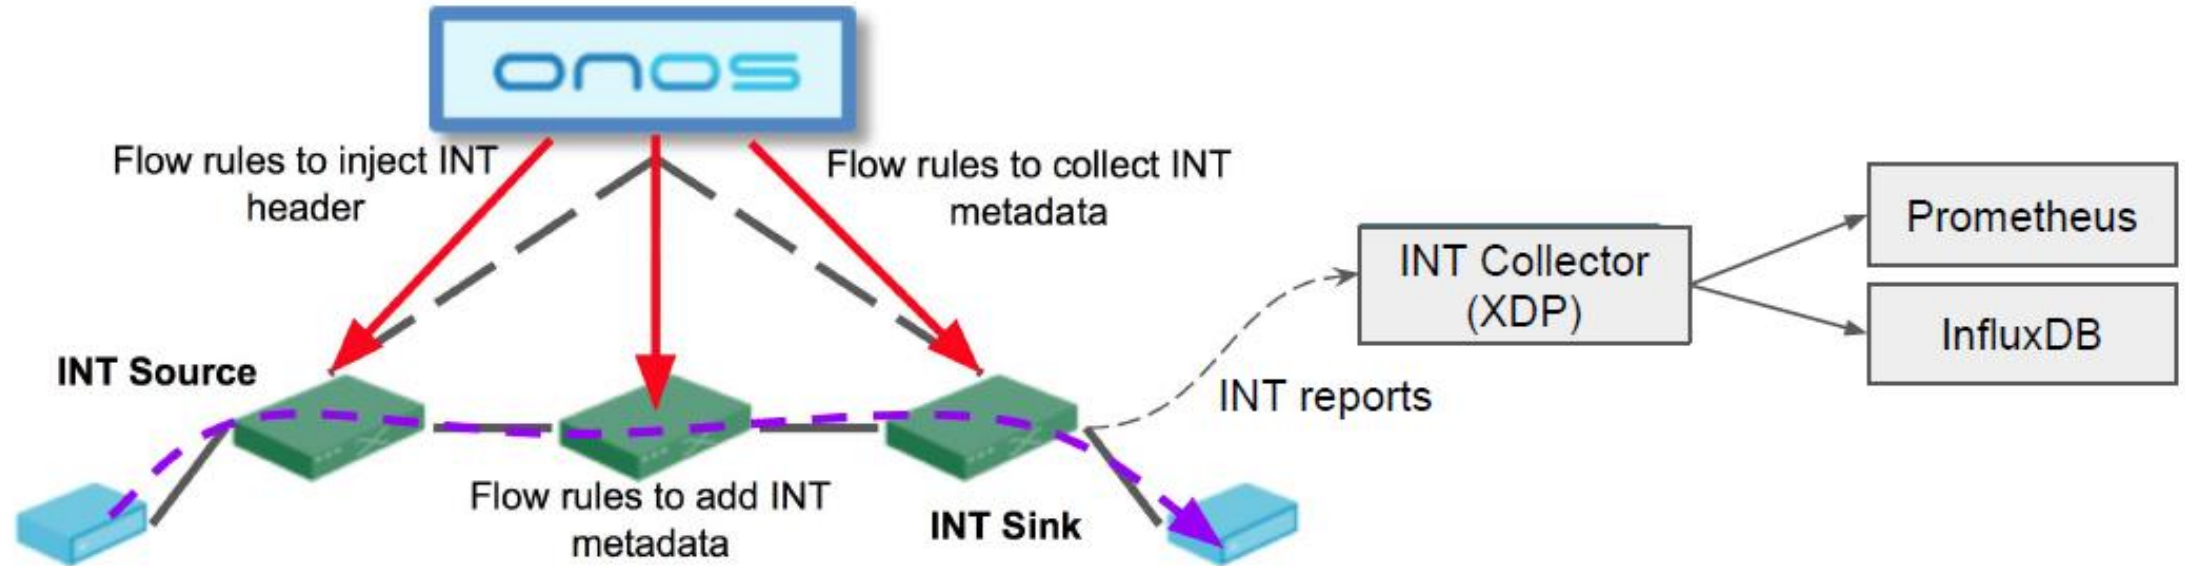 onos
Flow rules to inject INT
header
Flow rules to collect INT
metadata
INT Source
Flow rules to add INT
metadata
INT Sink
INT reports
INT Collector
(XDP)
Prometheus
InfluxDB